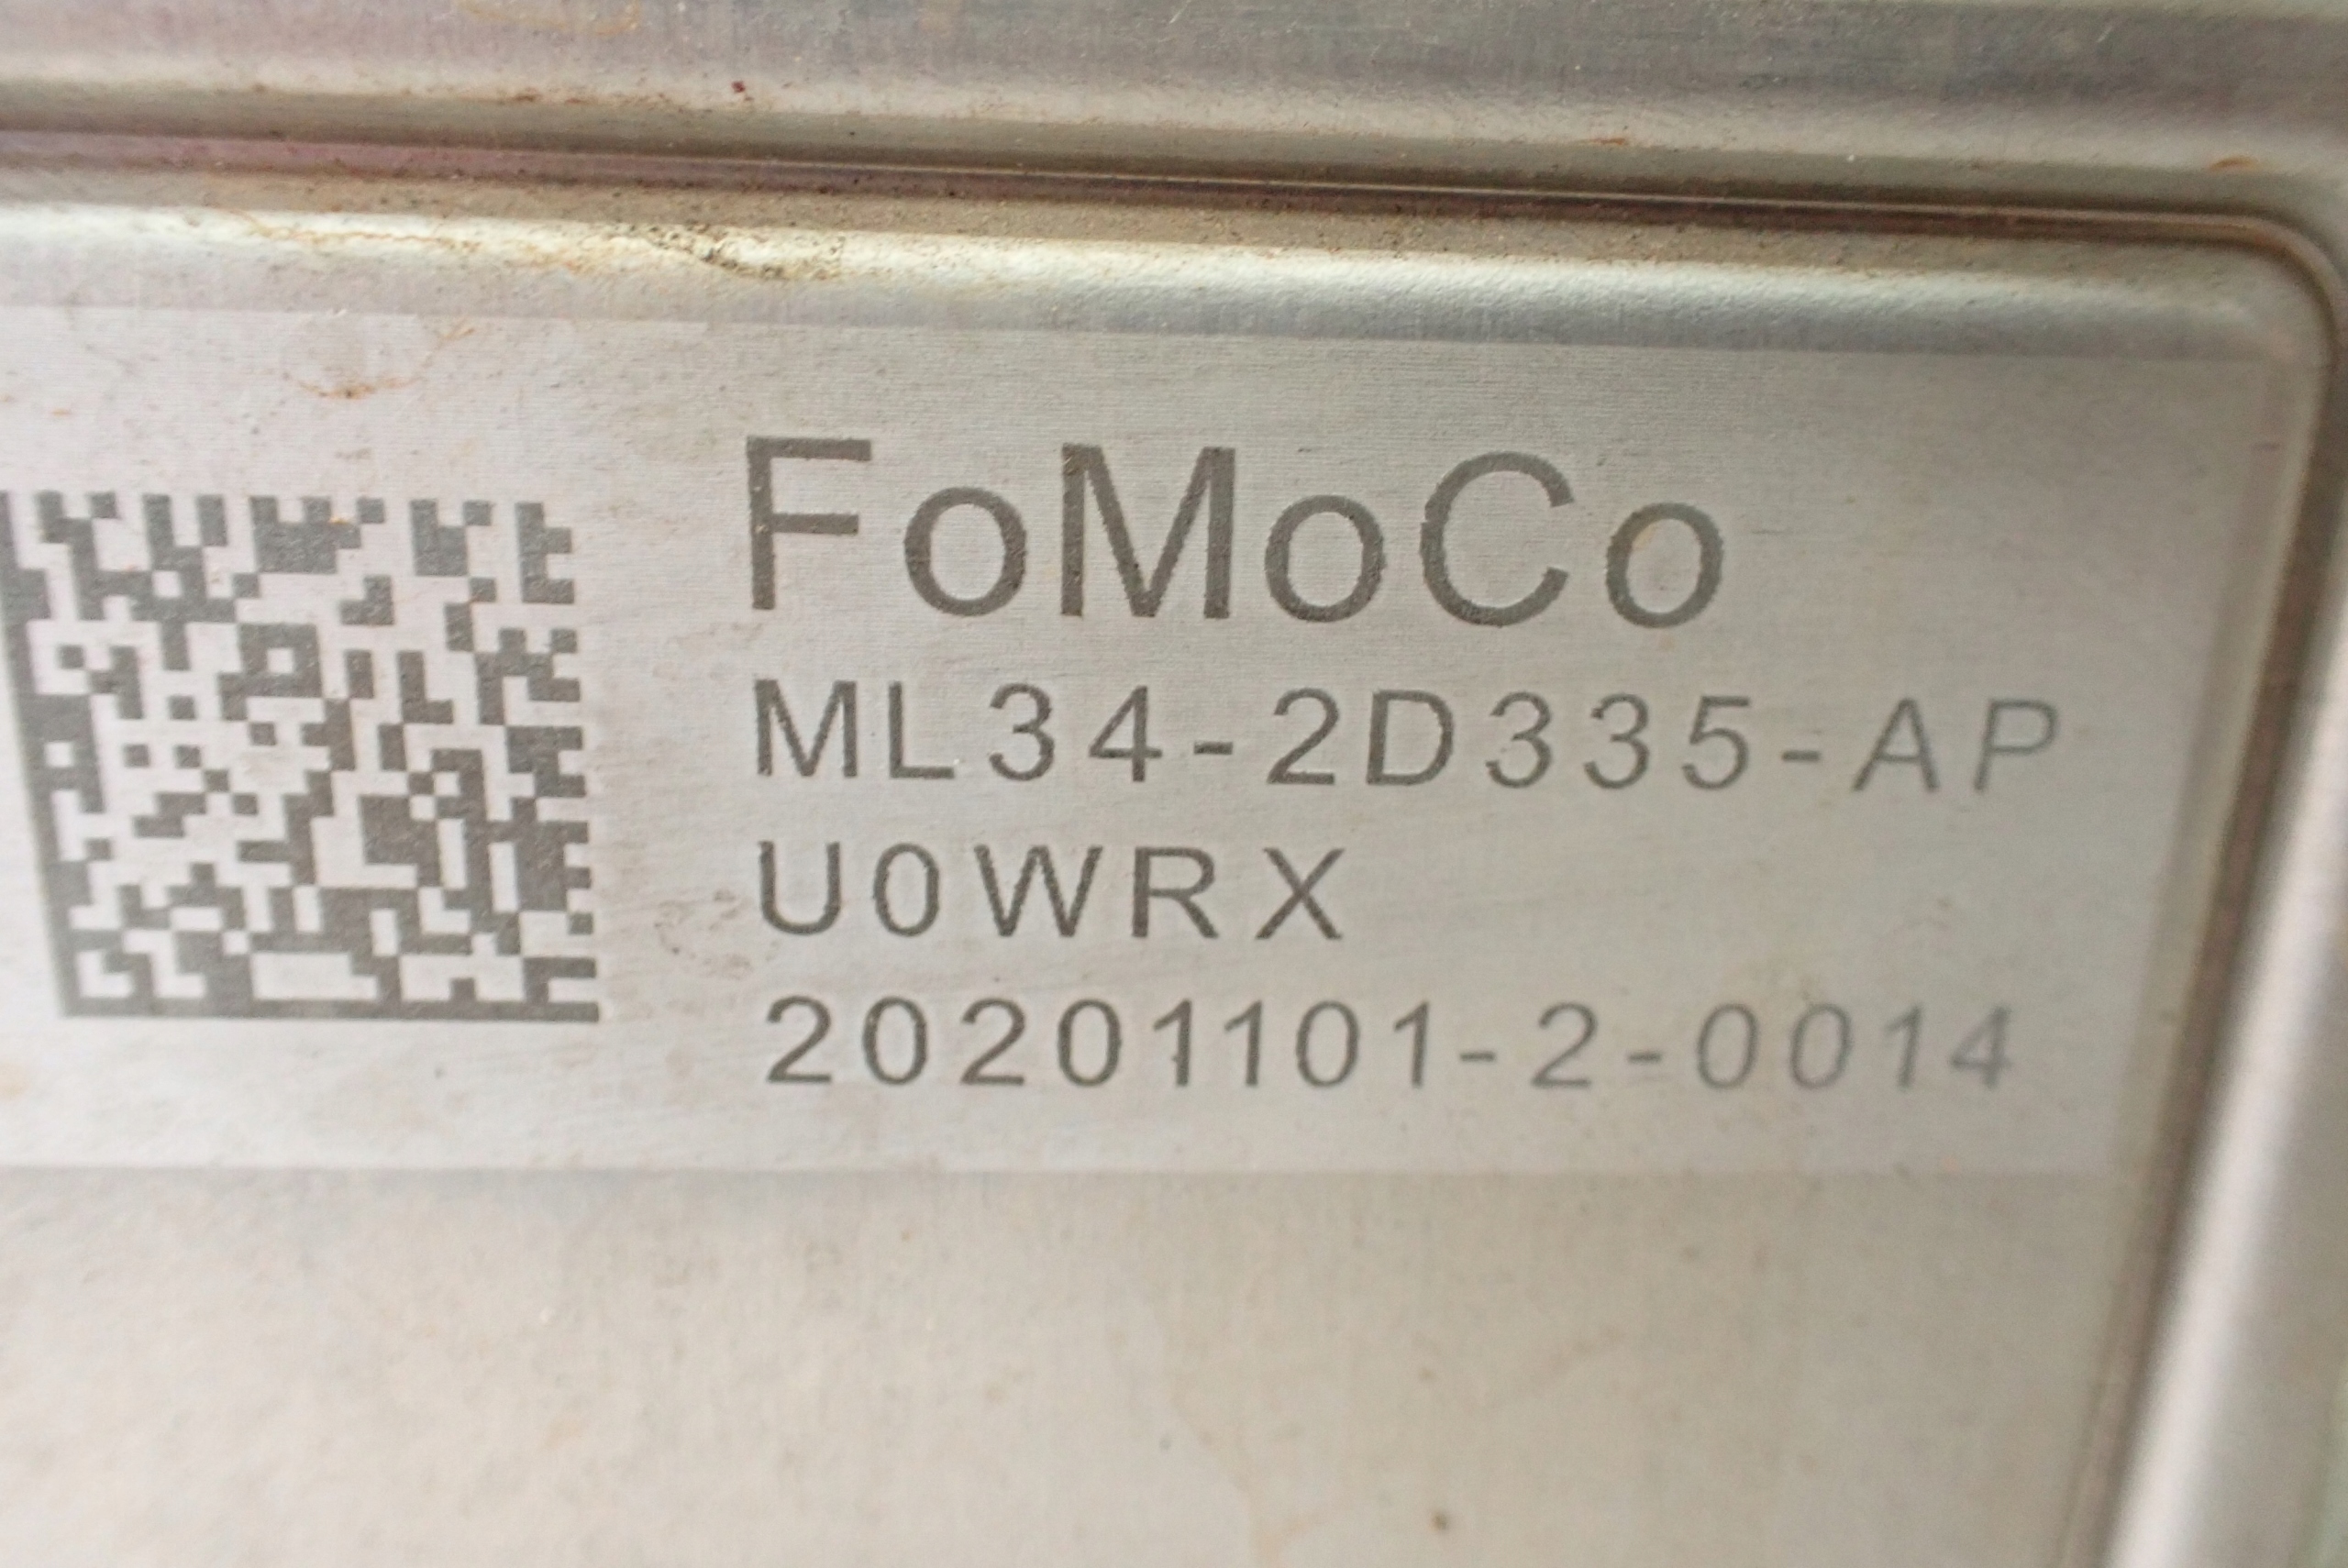 FoMoCo
ML34-2D335-AP
U0WRX
20201101-2-0014